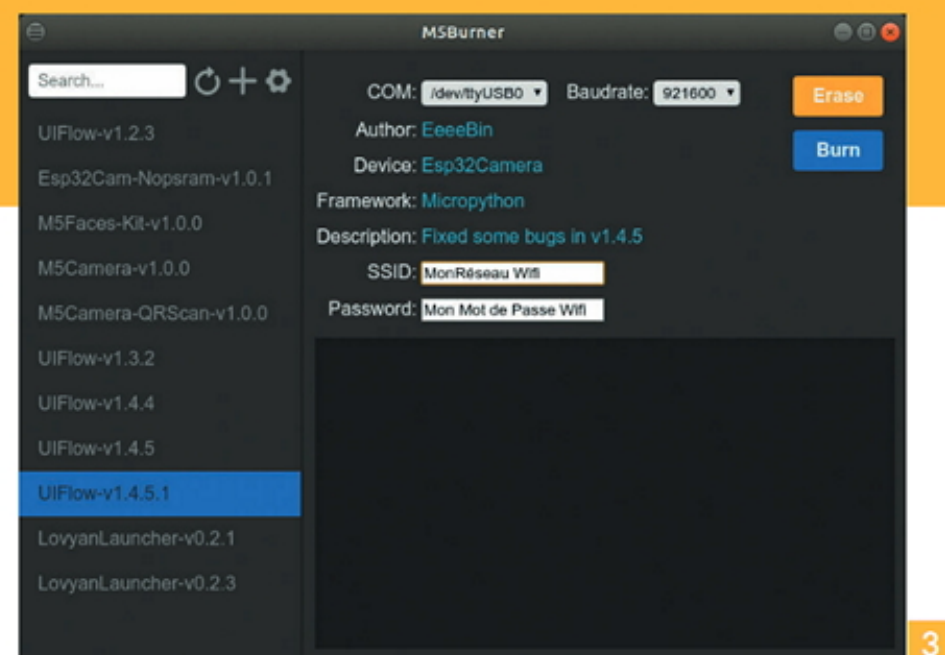 M5Burner
Search...
UIFlow-v1.2.3
Esp32Cam-Nopsram-v1.0.1
M5Faces-Kit-v1.0.0
M5Camera-v1.0.0
M5Camera-QRScan-v1.0.0
UIFlow-v1.3.2
UIFlow-v1.4.4
UIFlow-v1.4.5
UIFlow-v1.4.5.1
LovyanLauncher-v0.2.1
LovyanLauncher-v0.2.3
COM: /dev/ttyUSB0 Baudrate: 921600
Erase
Author: EeeeBin
Burn
Device: Esp32Camera
Framework: Micropython
Description: Fixed some bugs in v1.4.5
SSID: MonRéseau Wifi
Password: Mon Mot de Passe Wifi
3